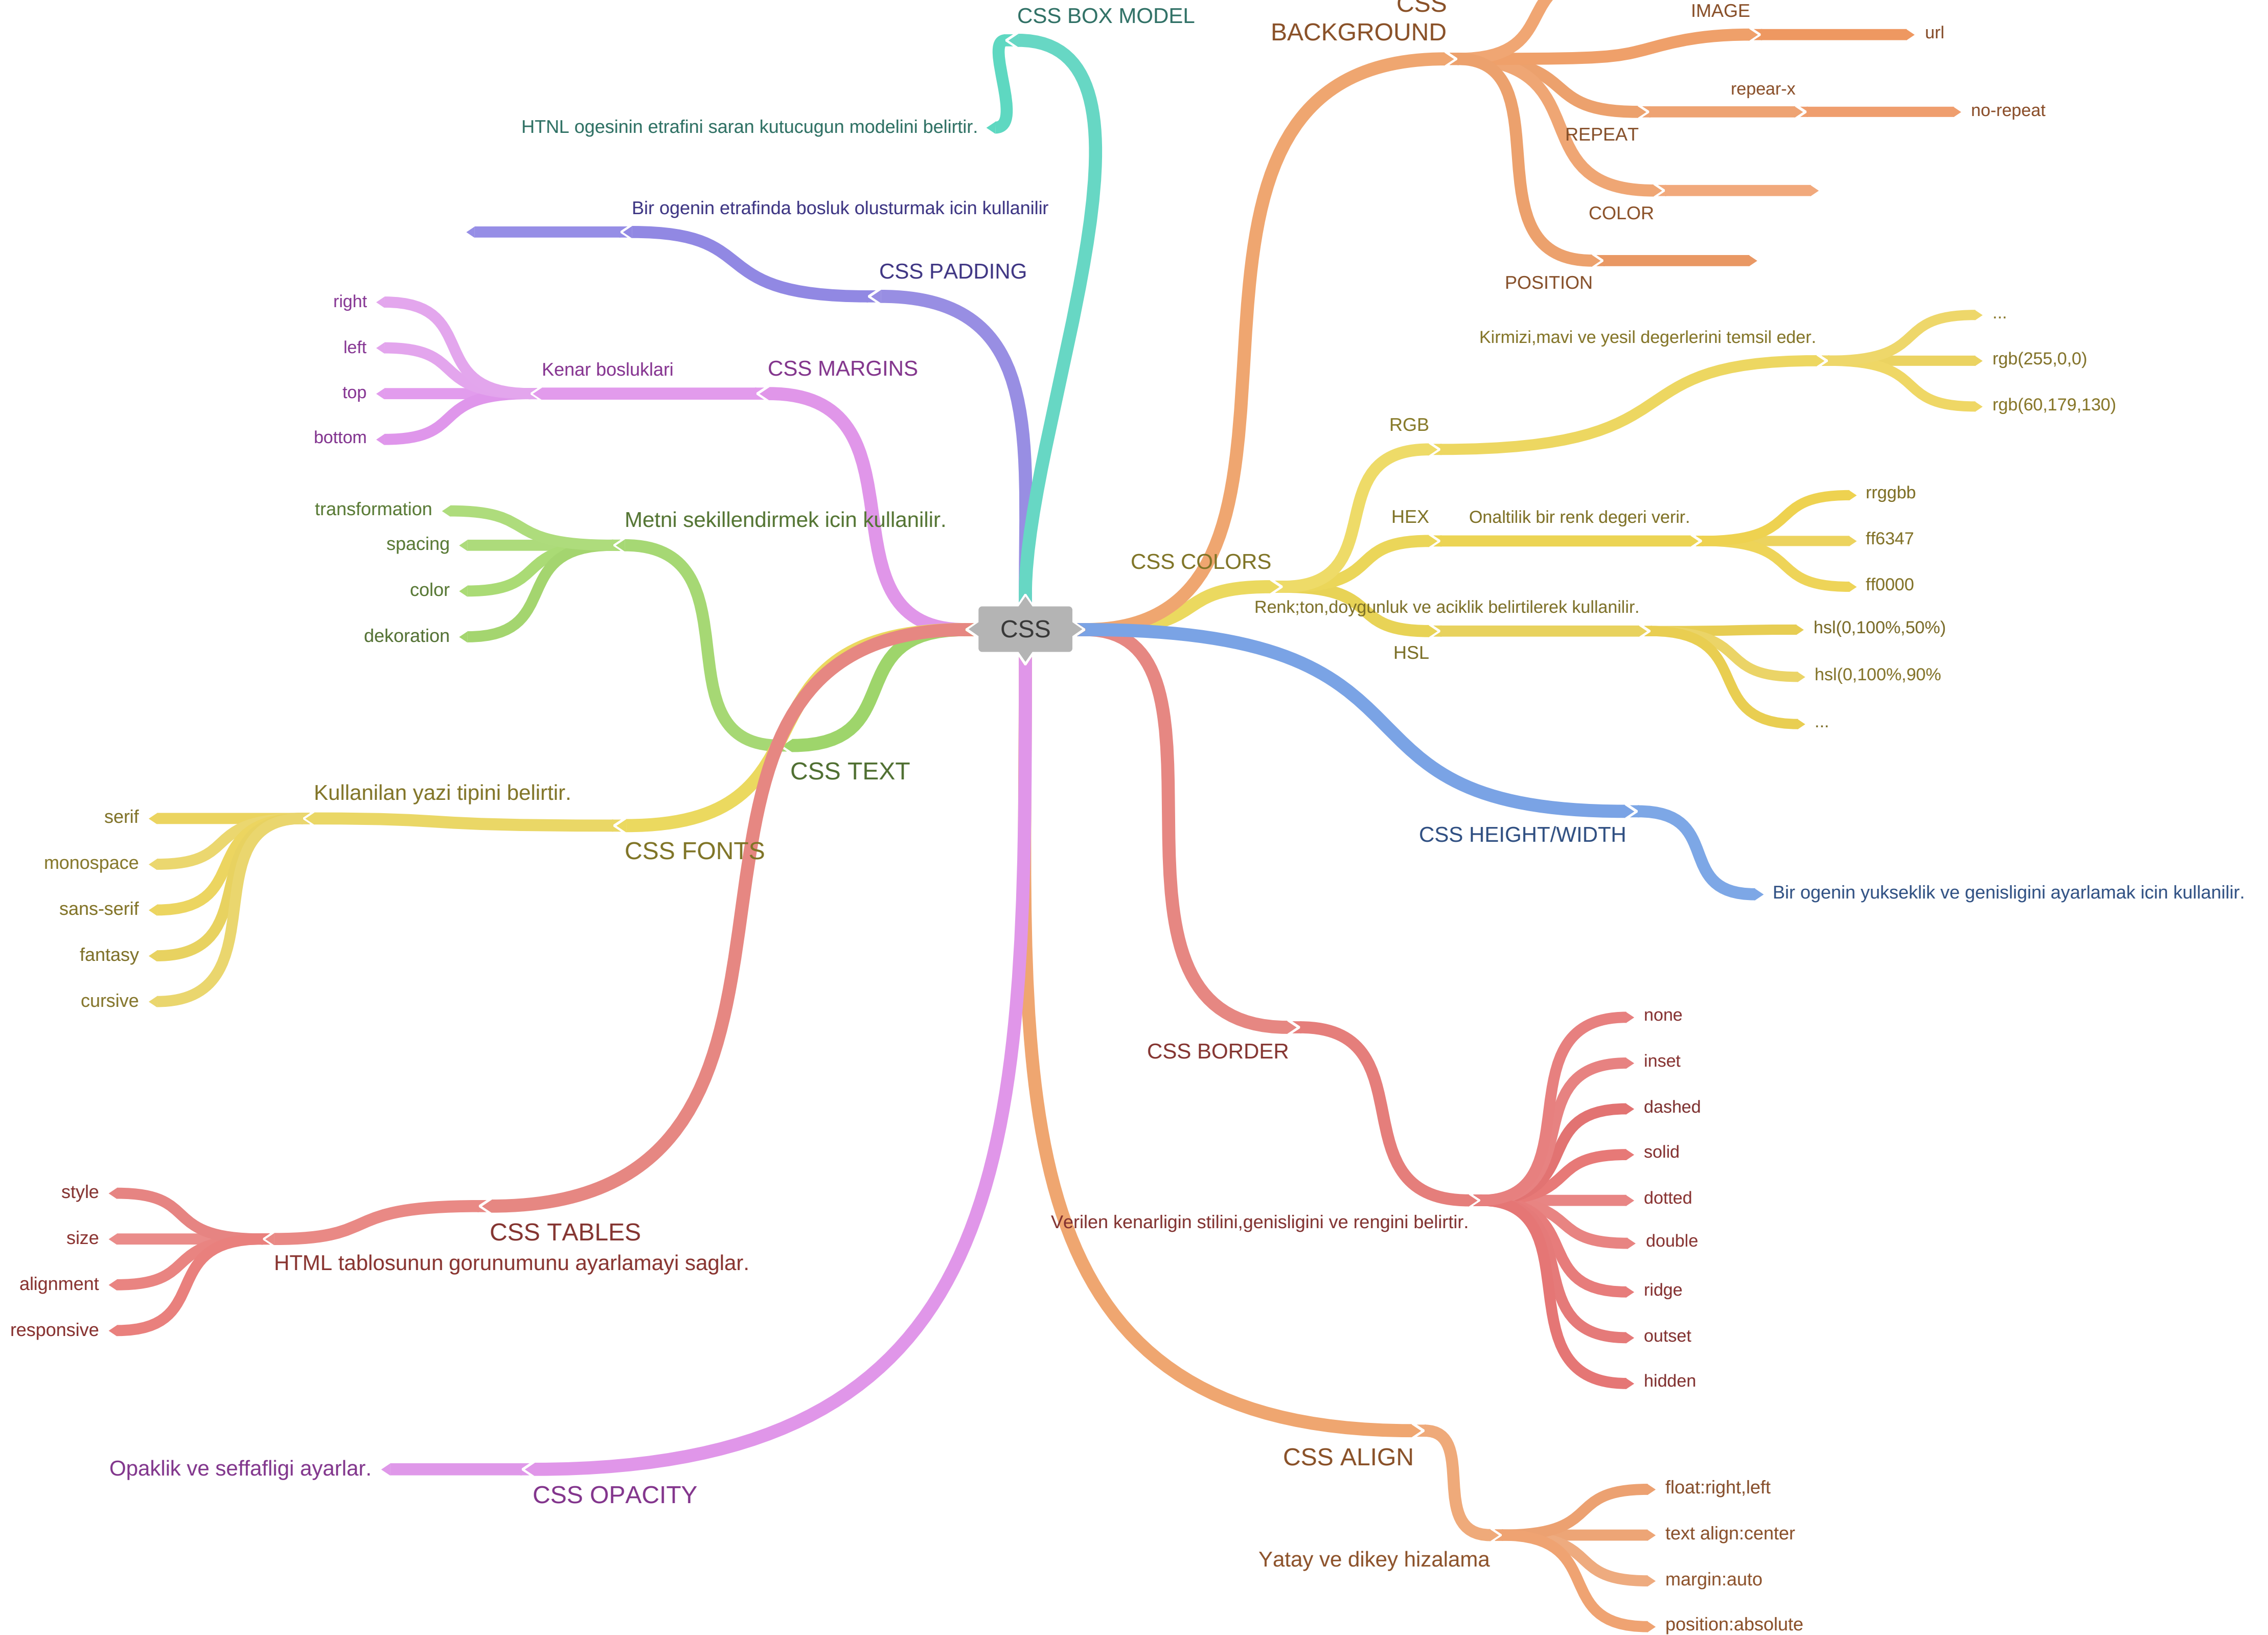 CSS
CSS BOX MODEL
HTNL ogesinin etrafini saran kutucugun modelini belirtir.
CSS PADDING
Bir ogenin etrafinda bosluk olusturmak icin kullanilir
CSS MARGINS
Kenar bosluklari
right
left
top
bottom
CSS TEXT
Metni sekillendirmek icin kullanilir.
transformation
spacing
color
dekoration
CSS FONTS
Kullanilan yazi tipini belirtir.
serif
monospace
sans-serif
fantasy
cursive
CSS TABLES
HTML tablosunun gorunumunu ayarlamayi saglar.
style
size
alignment
responsive
CSS OPACITY
Opaklik ve seffafligi ayarlar.
CSS
BACKGROUND
IMAGE
url
REPEAT
repear-x
no-repeat
COLOR
POSITION
CSS COLORS
RGB
Kirmizi,mavi ve yesil degerlerini temsil eder.
...
rgb(255,0,0)
rgb(60,179,130)
HEX
Onaltilik bir renk degeri verir.
rrggbb
ff6347
ff0000
HSL
Renk;ton,doygunluk ve aciklik belirtilerek kullanilir.
hsl(0,100%,50%)
hsl(0,100%,90%
...
CSS HEIGHT/WIDTH
Bir ogenin yukseklik ve genisligini ayarlamak icin kullanilir.
CSS BORDER
Verilen kenarligin stilini,genisligini ve rengini belirtir.
none
inset
dashed
solid
dotted
double
ridge
outset
hidden
CSS ALIGN
Yatay ve dikey hizalama
float:right,left
text align:center
margin:auto
position:absolute